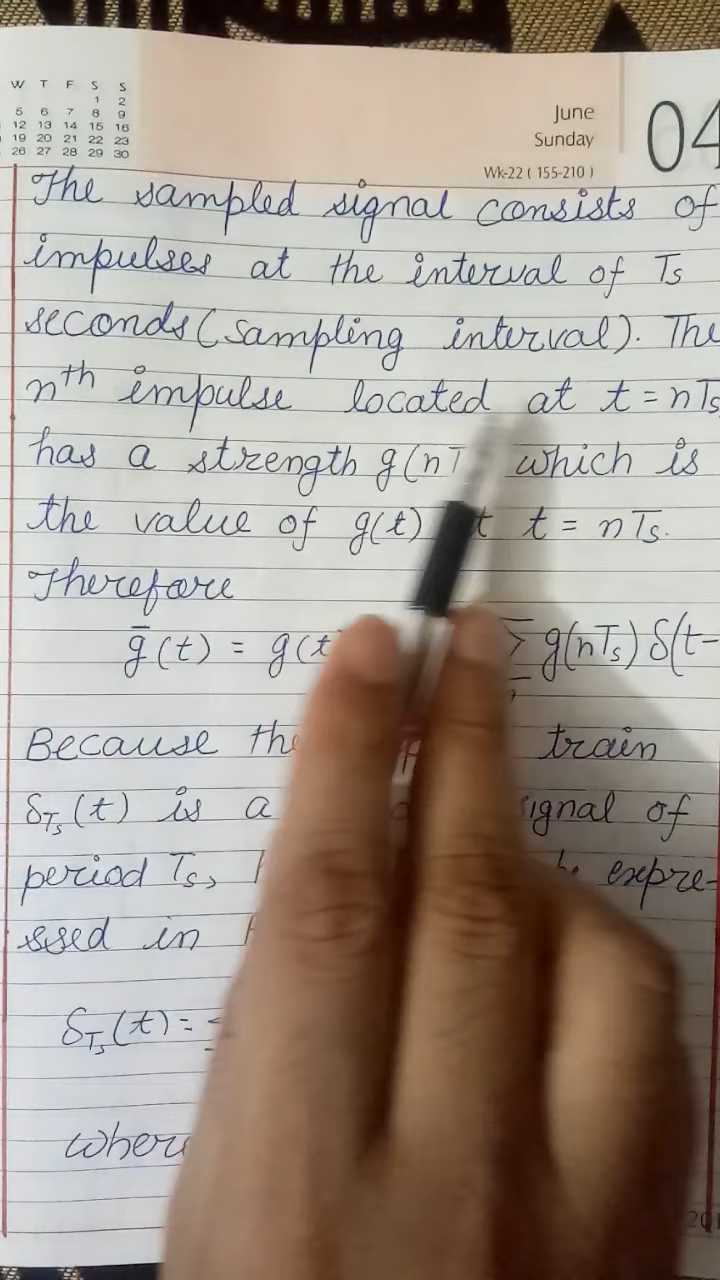 W T F S S
1 2
5 6 7 8 9
12 13 14 15 16
19 20 21 22 23
26 27 28 29 30
June
Sunday
04
Wk-22 ( 155-210 )
The sampled signal consists of
impulses at the interval of Ts
seconds (sampling interval). The
nth impulse located at t = nTs
has a strength g(nT which is
the value of g(t) t = nTs.
Therefore
ḡ(t) = g(t Σ g(nTs) δ(t-
n
Because the train
δTs(t) is a signal of
period Ts, expre-
ssed in
δTs(t) =
where